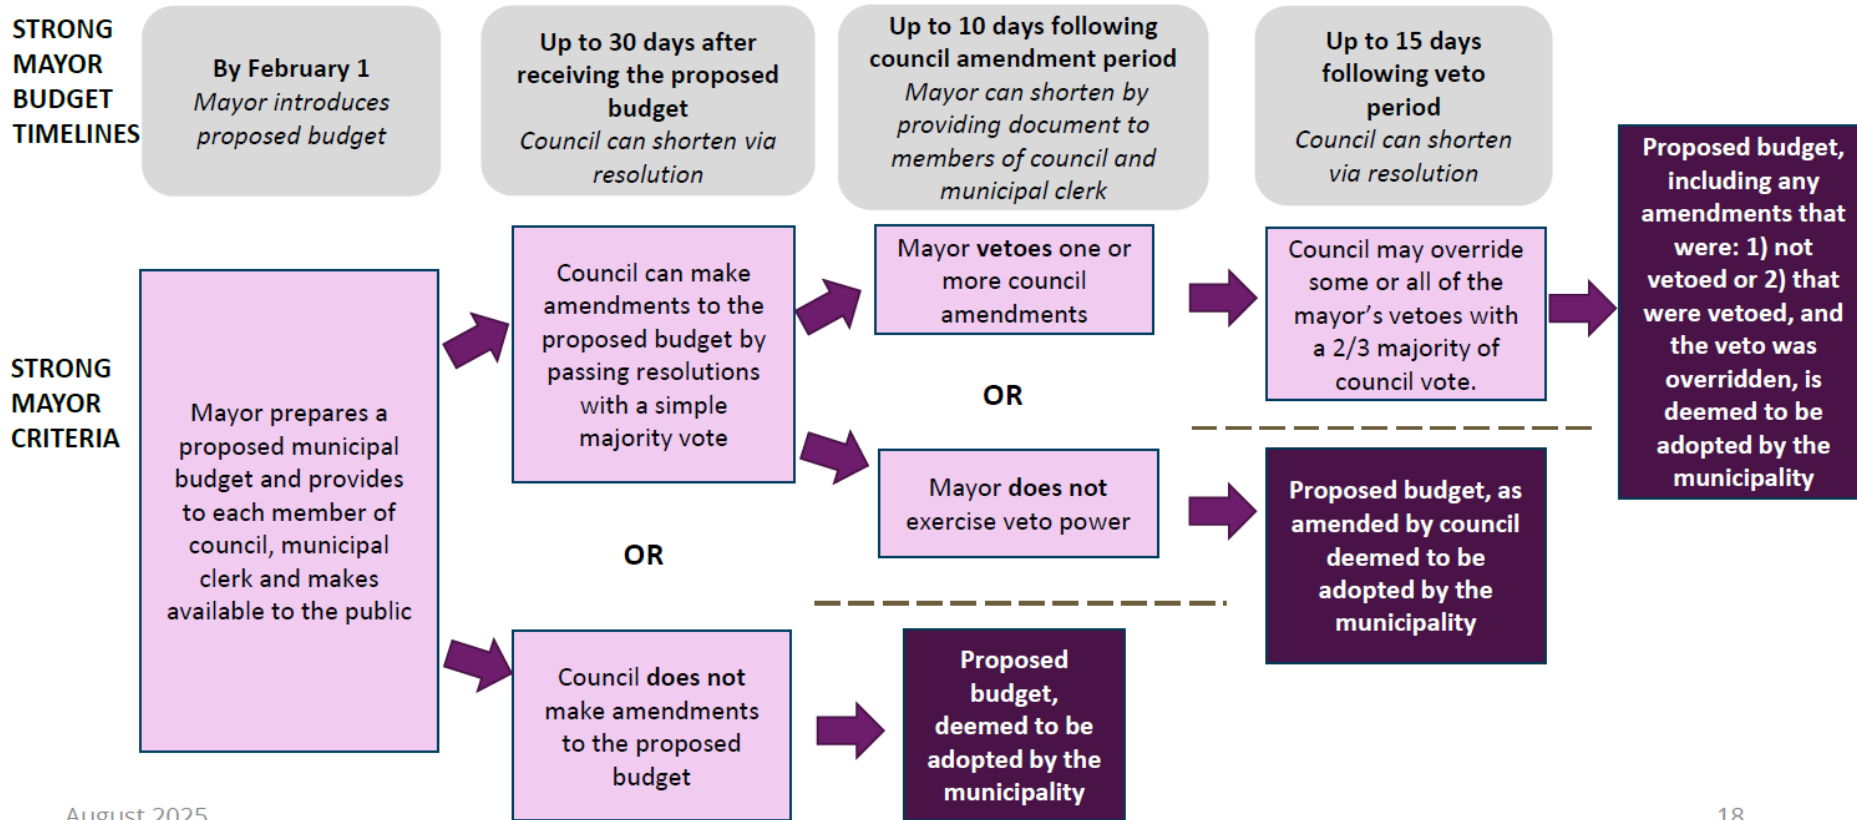 STRONG
MAYOR
BUDGET
TIMELINES
By February 1
Mayor introduces
proposed budget
Up to 30 days after
receiving the proposed
budget
Council can shorten via
resolution
Up to 10 days following
council amendment period
Mayor can shorten by
providing document to
members of council and
municipal clerk
Up to 15 days
following veto
period
Council can shorten
via resolution
STRONG
MAYOR
CRITERIA
Mayor prepares a
proposed municipal
budget and provides
to each member of
council, municipal
clerk and makes
available to the public
Council can make
amendments to the
proposed budget by
passing resolutions
with a simple
majority vote
OR
Council does not
make amendments
to the proposed
budget
Mayor vetoes one or
more council
amendments
OR
Mayor does not
exercise veto power
Proposed
budget,
deemed to be
adopted by the
municipality
Council may override
some or all of the
mayor’s vetoes with
a 2/3 majority of
council vote.
Proposed budget, as
amended by council
deemed to be
adopted by the
municipality
Proposed budget,
including any
amendments that
were: 1) not
vetoed or 2) that
were vetoed, and
the veto was
overridden, is
deemed to be
adopted by the
municipality
August 2025
18